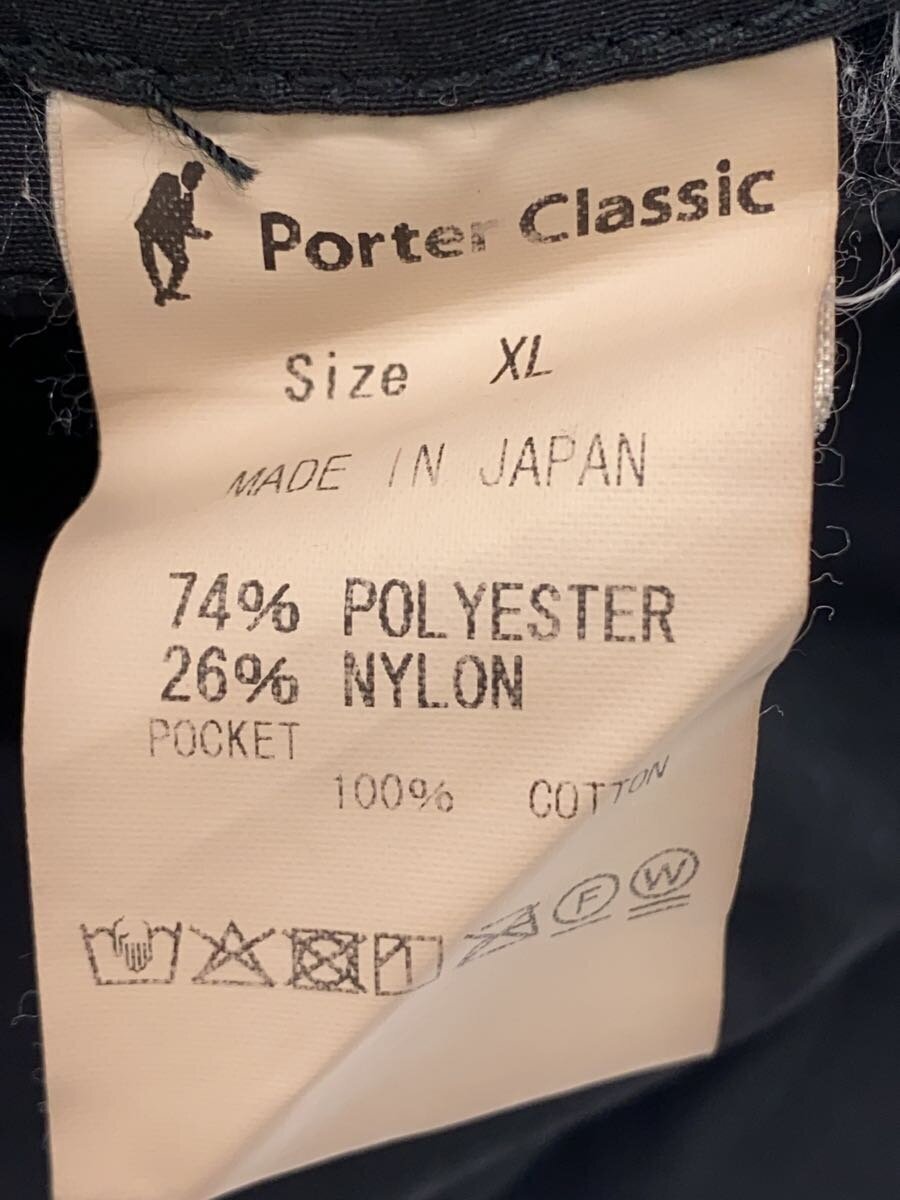 Porter Classic
Size XL
MADE IN JAPAN
74% POLYESTER
26% NYLON
POCKET
100% COTTON
F W